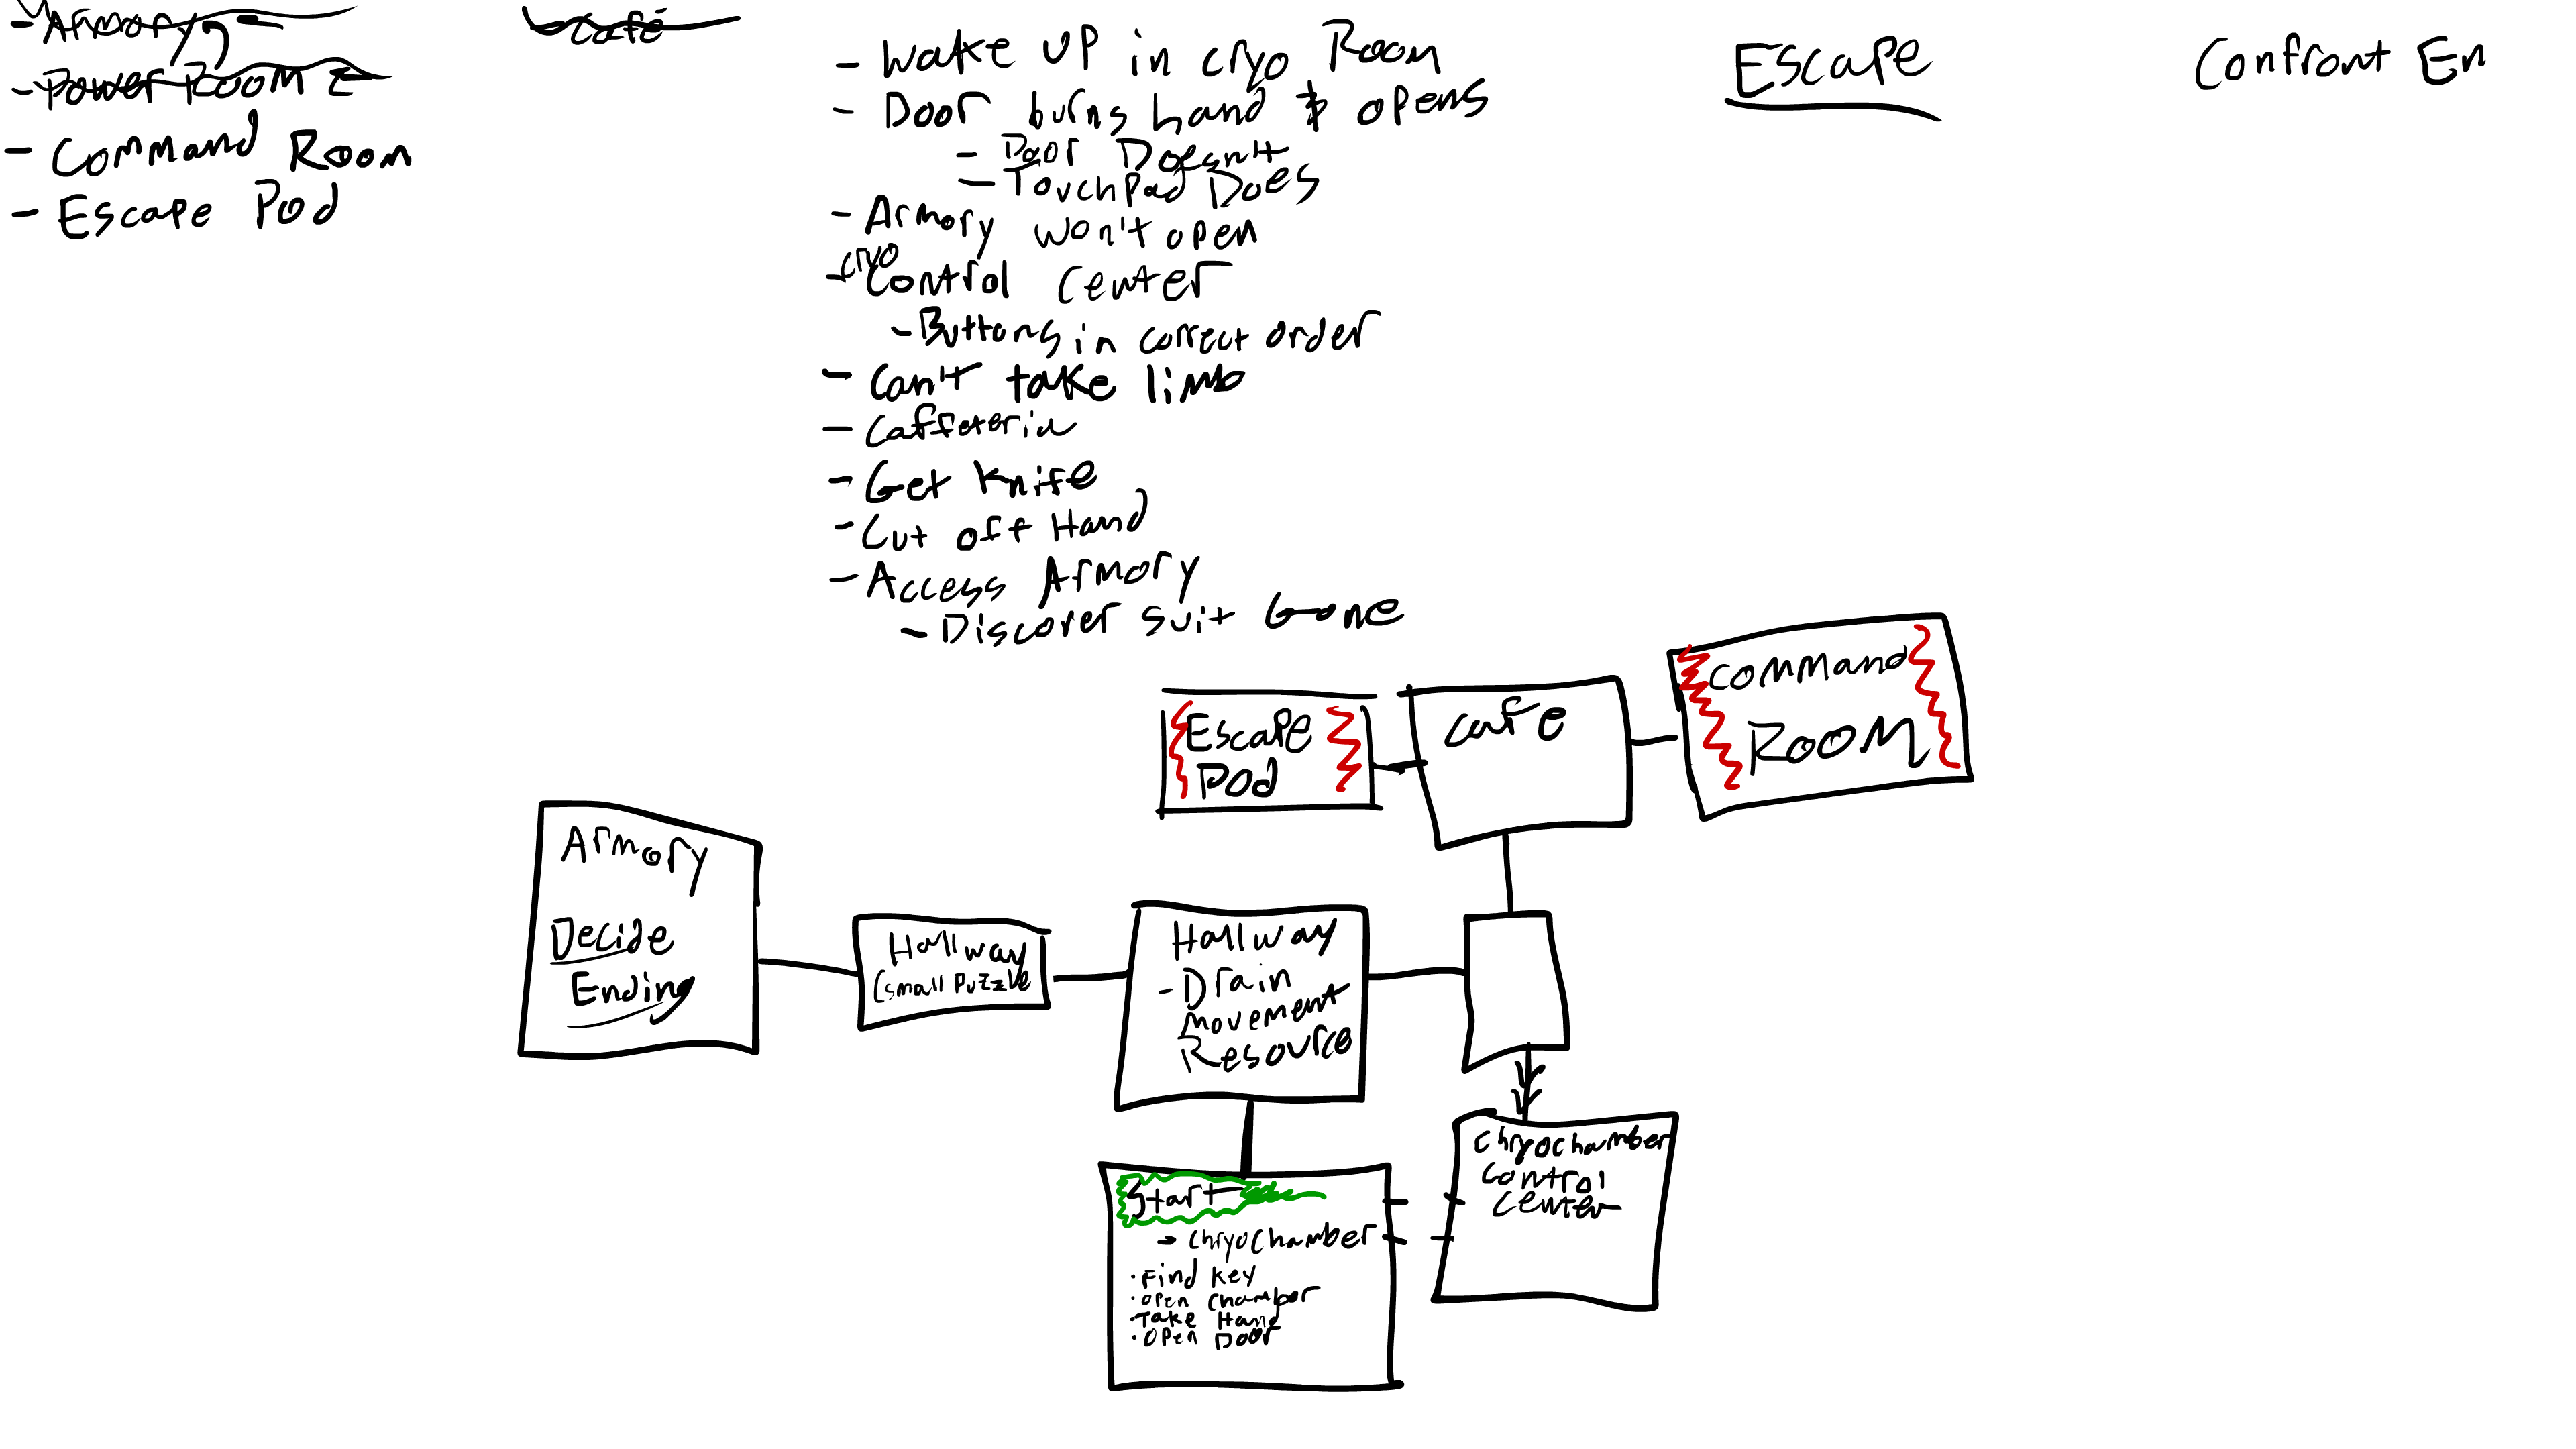 - Armory
- Power Room
- Command Room
- Escape Pod
- Café
- Wake up in cryo Room
- Door burns hand & opens
- Door Doesn't
- TouchPad Does
- Armory won't open
- cryo Control Center
- Buttons in correct order
- Can't take limb
- Caffeteria
- Get Knife
- Cut off Hand
- Access Armory
- Discover suit Gone
Escape
Confront En
Escape
Pod
Cafe
Command
Room
Armory
Decide
Ending
Hallway
(small Puzzle
Hallway
- Drain
Movement
Resource
Start
→ Chryochamber
· Find Key
· Open Chamber
· Take Hand
· Open Door
Chryochamber
Control
Center